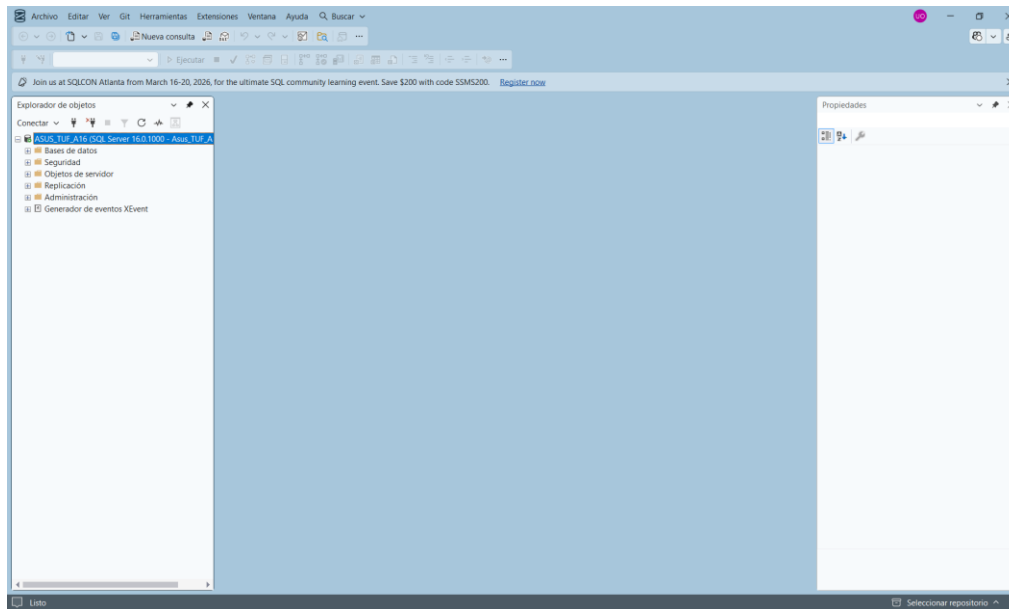 Archivo Editar Ver Git Herramientas Extensiones Ventana Ayuda Buscar
UO
Nueva consulta
Ejecutar
Join us at SQLCON Atlanta from March 16-20, 2026, for the ultimate SQL community learning event. Save $200 with code SSMS200. Register now
Explorador de objetos
Conectar
ASUS_TUF_A16 (SQL Server 16.0.1000 - Asus_TUF_A
Bases de datos
Seguridad
Objetos de servidor
Replicación
Administración
Generador de eventos XEvent
Propiedades
Listo
Seleccionar repositorio